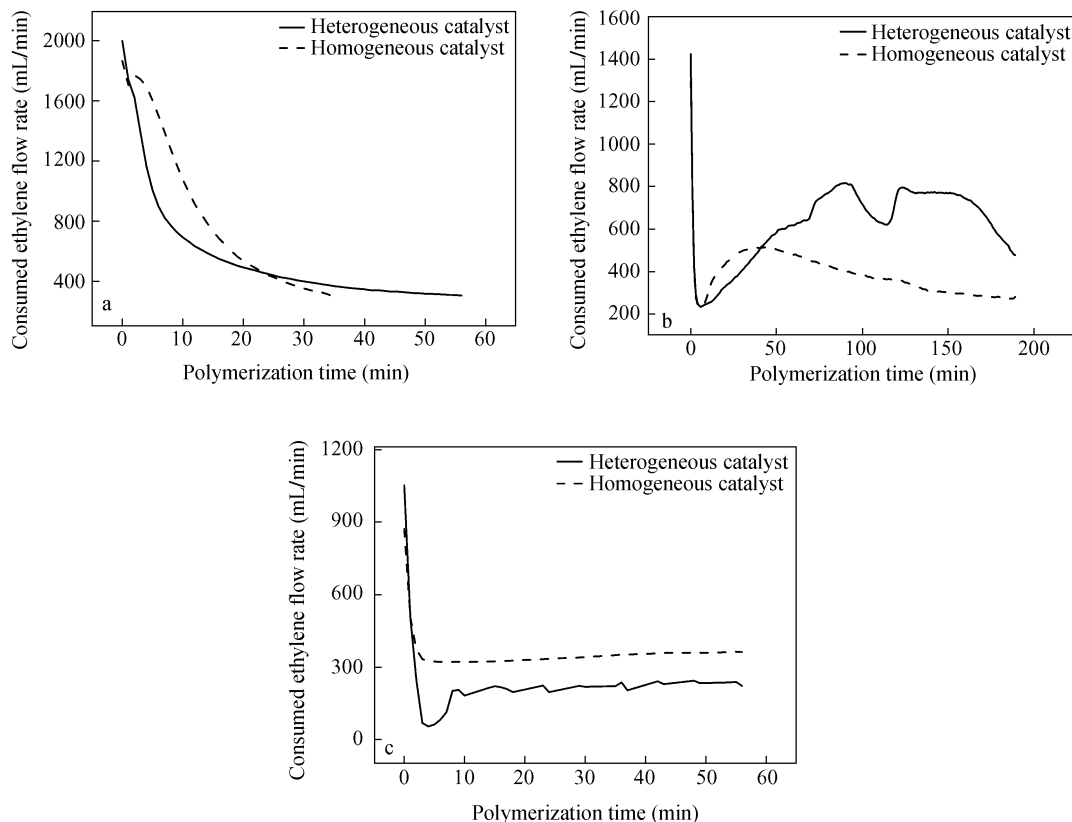 Consumed ethylene flow rate (mL/min)
2000
1600
1200
800
400
Heterogeneous catalyst
Homogeneous catalyst
a
0 10 20 30 40 50 60
Polymerization time (min)
Consumed ethylene flow rate (mL/min)
1600
1400
1200
1000
800
600
400
200
Heterogeneous catalyst
Homogeneous catalyst
b
0 50 100 150 200
Polymerization time (min)
Consumed ethylene flow rate (mL/min)
1200
900
600
300
0
Heterogeneous catalyst
Homogeneous catalyst
c
0 10 20 30 40 50 60
Polymerization time (min)